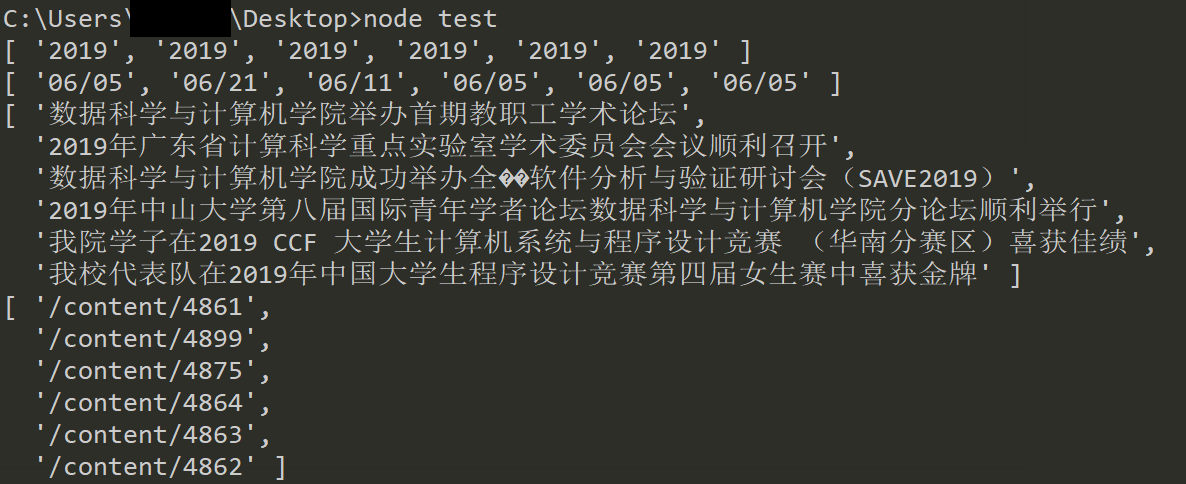 C:\Users\ \Desktop>node test
[ '2019', '2019', '2019', '2019', '2019', '2019' ]
[ '06/05', '06/21', '06/11', '06/05', '06/05', '06/05' ]
[ '数据科学与计算机学院举办首期教职工学术论坛',
'2019年广东省计算科学重点实验室学术委员会会议顺利召开',
'数据科学与计算机学院成功举办全��软件分析与验证研讨会（SAVE2019）',
'2019年中山大学第八届国际青年学者论坛数据科学与计算机学院分论坛顺利举行',
'我院学子在2019 CCF 大学生计算机系统与程序设计竞赛 （华南分赛区）喜获佳绩',
'我校代表队在2019年中国大学生程序设计竞赛第四届女生赛中喜获金牌' ]
[ '/content/4861',
'/content/4899',
'/content/4875',
'/content/4864',
'/content/4863',
'/content/4862' ]